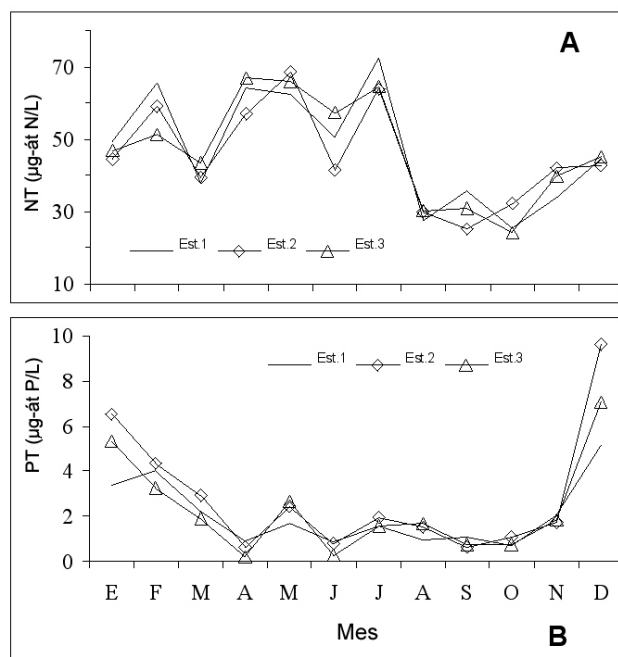 A
NT (µg-át N/L)
70
50
30
10
Est.1 Est.2 Est.3
B
PT (µg-át P/L)
10
8
6
4
2
0
Est.1 Est.2 Est.3
E F M A M J J A S O N D
Mes